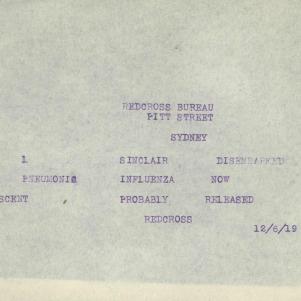 REDCROSS BUREAU
PITT STREET
SYDNEY
1 SINCLAIR DISEMBARKED
PNEUMONIC INFLUENZA NOW
SCENT PROBABLY RELEASED
REDCROSS
12/6/19